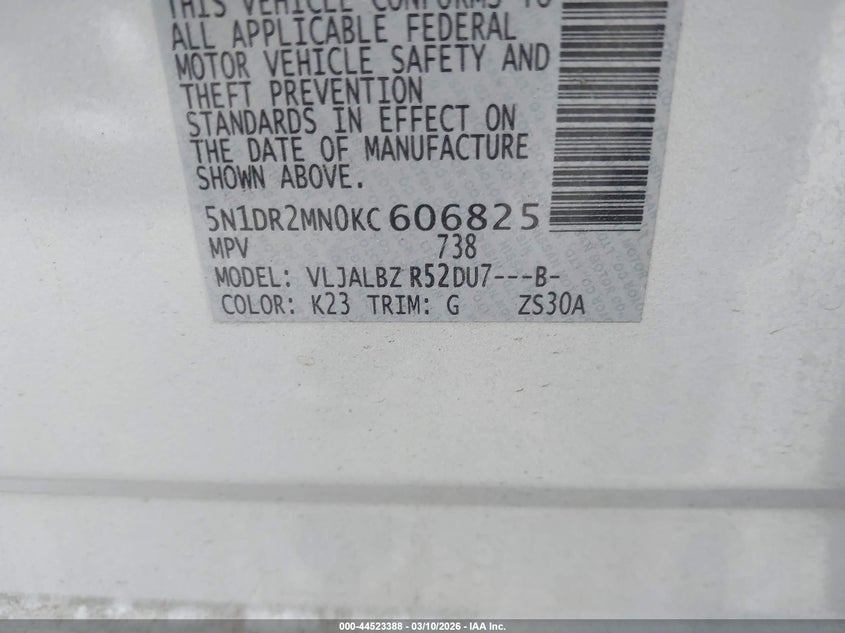 THIS VEHICLE CONFORMS TO
ALL APPLICABLE FEDERAL
MOTOR VEHICLE SAFETY AND
THEFT PREVENTION
STANDARDS IN EFFECT ON
THE DATE OF MANUFACTURE
SHOWN ABOVE.
5N1DR2MN0KC606825
MPV 738
MODEL: VLJALBZ R52DU7---B-
COLOR: K23 TRIM: G ZS30A
000-44523388 — 03/10/2026 — IAA Inc.